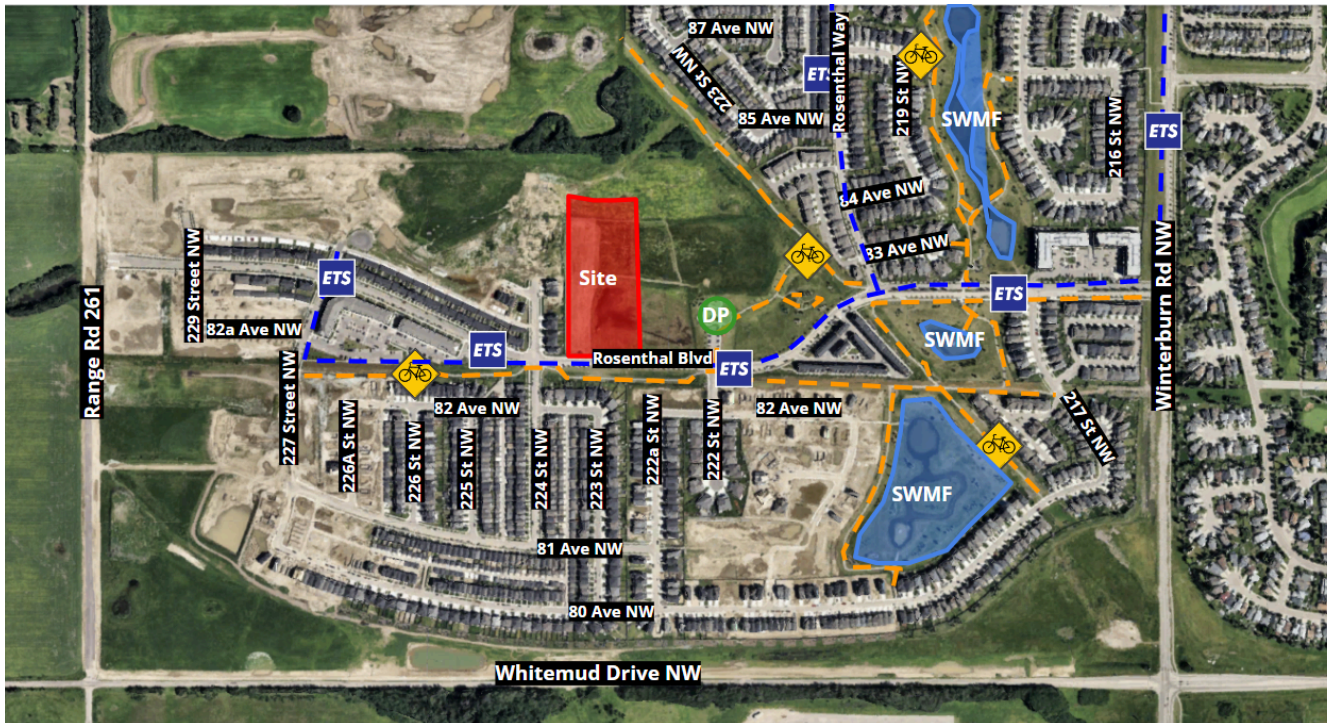 87 Ave NW
Rosenthal Way
ETS
223 St NW
219 St NW
85 Ave NW
SWMF
216 St NW
ETS
84 Ave NW
83 Ave NW
229 Street NW
ETS
Site
ETS
Winterburn Rd NW
Range Rd 261
82a Ave NW
DP
SWMF
ETS
Rosenthal Blvd
ETS
227 Street NW
226A St NW
82 Ave NW
82 Ave NW
217 St NW
226 St NW
225 St NW
224 St NW
223 St NW
222a St NW
222 St NW
SWMF
81 Ave NW
80 Ave NW
Whitemud Drive NW